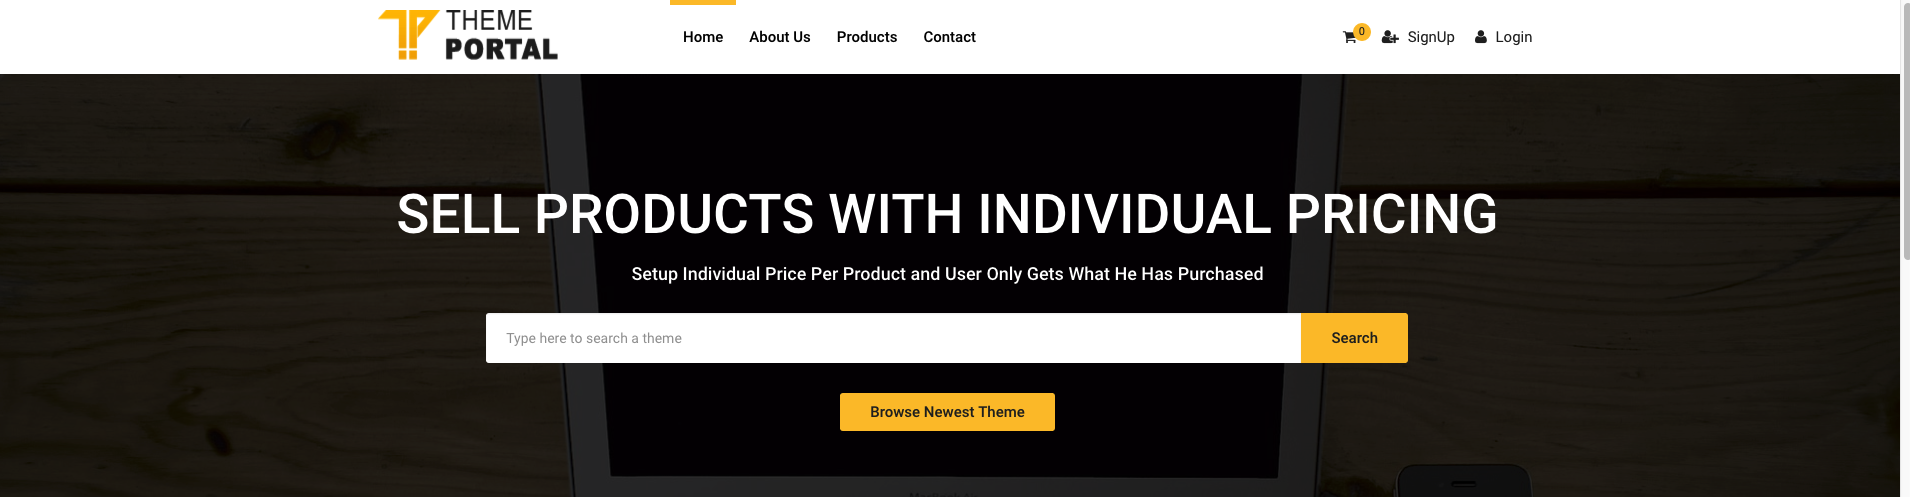 THEME
PORTAL
Home About Us Products Contact
0 SignUp Login
SELL PRODUCTS WITH INDIVIDUAL PRICING
Setup Individual Price Per Product and User Only Gets What He Has Purchased
Type here to search a theme Search
Browse Newest Theme